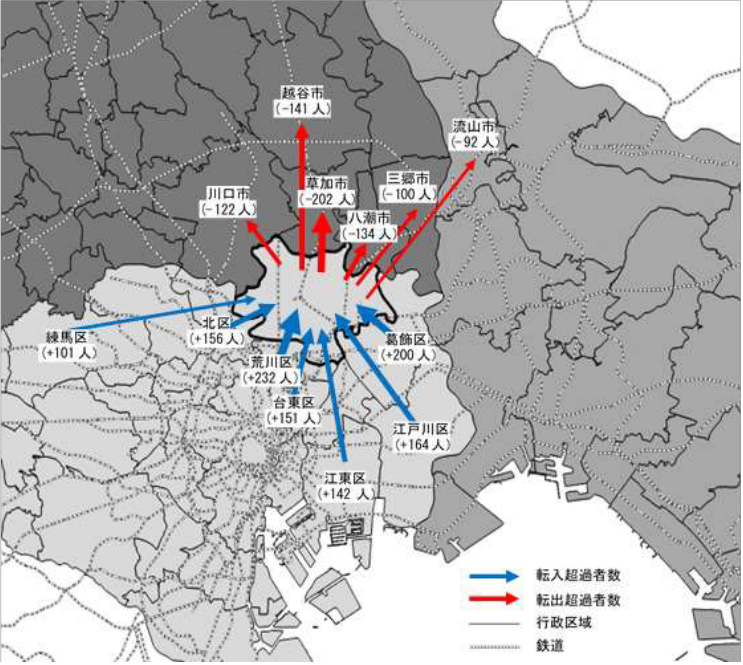 越谷市
(-141 人)
流山市
(-92 人)
草加市
(-202 人)
三郷市
(-100 人)
川口市
(-122 人)
八潮市
(-134 人)
練馬区
(+101 人)
北区
(+156 人)
葛飾区
(+200 人)
荒川区
(+232 人)
台東区
(+151 人)
江戸川区
(+164 人)
江東区
(+142 人)
転入超過者数
転出超過者数
行政区域
鉄道